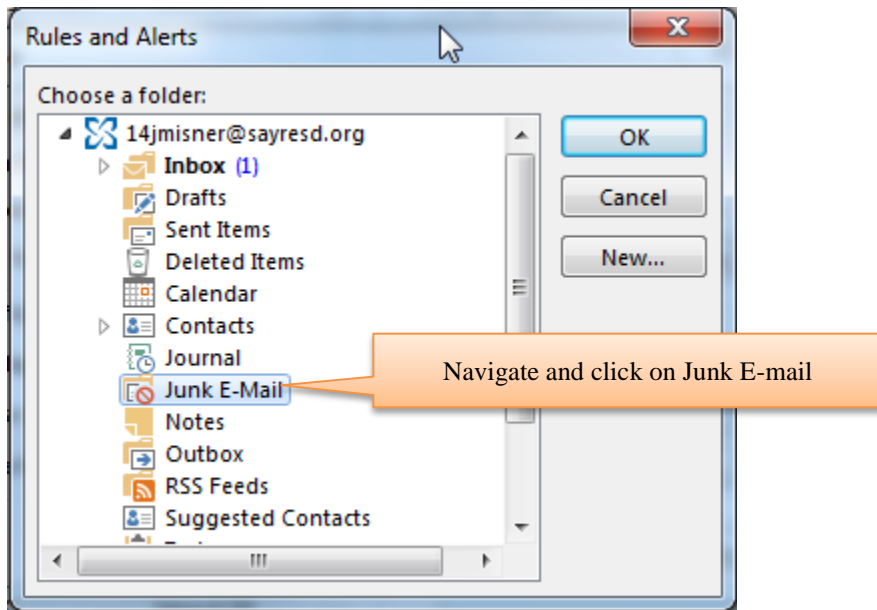 Rules and Alerts
Choose a folder:
14jmisner@sayresd.org
Inbox (1)
Drafts
Sent Items
Deleted Items
Calendar
Contacts
Journal
Junk E-Mail
Notes
Outbox
RSS Feeds
Suggested Contacts
OK
Cancel
New...
Navigate and click on Junk E-mail